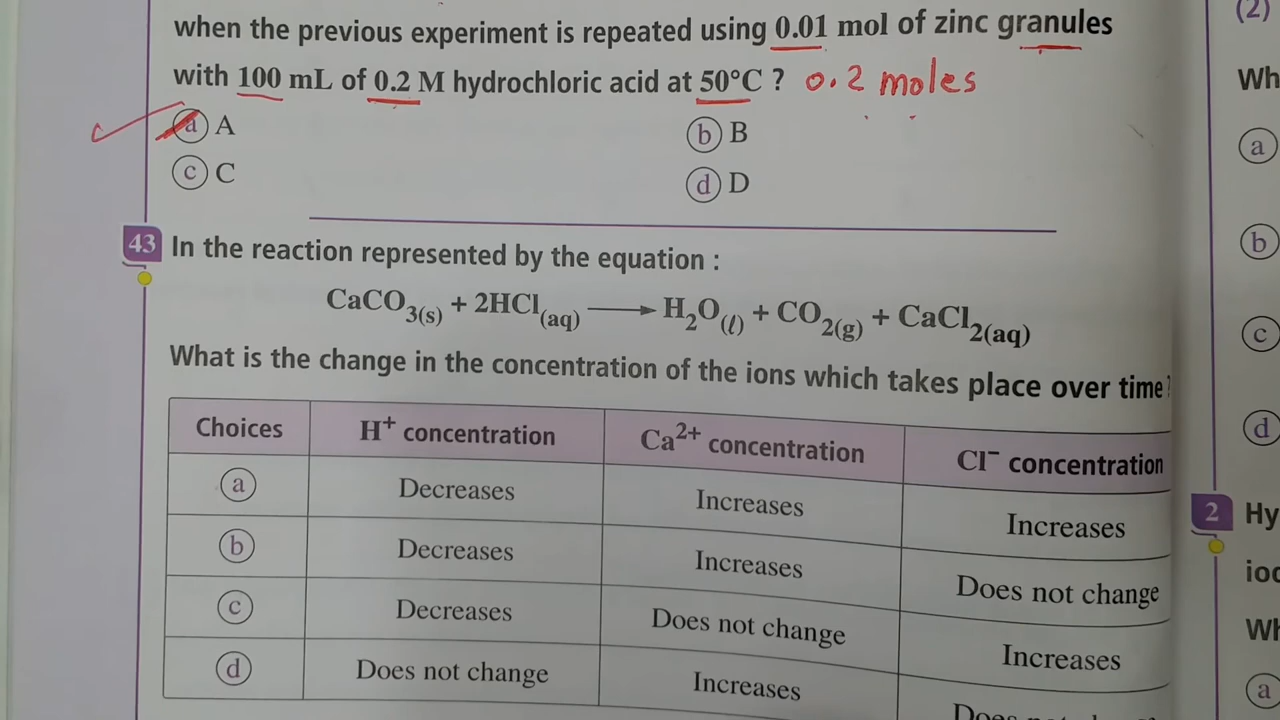 when the previous experiment is repeated using 0.01 mol of zinc granules
with 100 mL of 0.2 M hydrochloric acid at 50°C ? 0.2 moles
a A
b B
c C
d D
43 In the reaction represented by the equation :
CaCO3(s) + 2HCl(aq) ⟶ H2O(l) + CO2(g) + CaCl2(aq)
What is the change in the concentration of the ions which takes place over time?
Choices H+ concentration Ca2+ concentration Cl− concentration
a Decreases Increases Increases
b Decreases Increases Does not change
c Decreases Does not change Increases
d Does not change Increases Does not
(2)
Wh
a
b
c
d
2 Hy
Wh
a